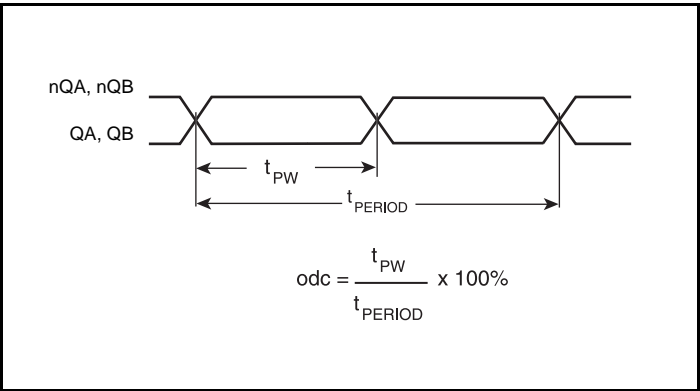 nQA, nQB
QA, QB
tPW
tPERIOD
odc = tPW / tPERIOD x 100%